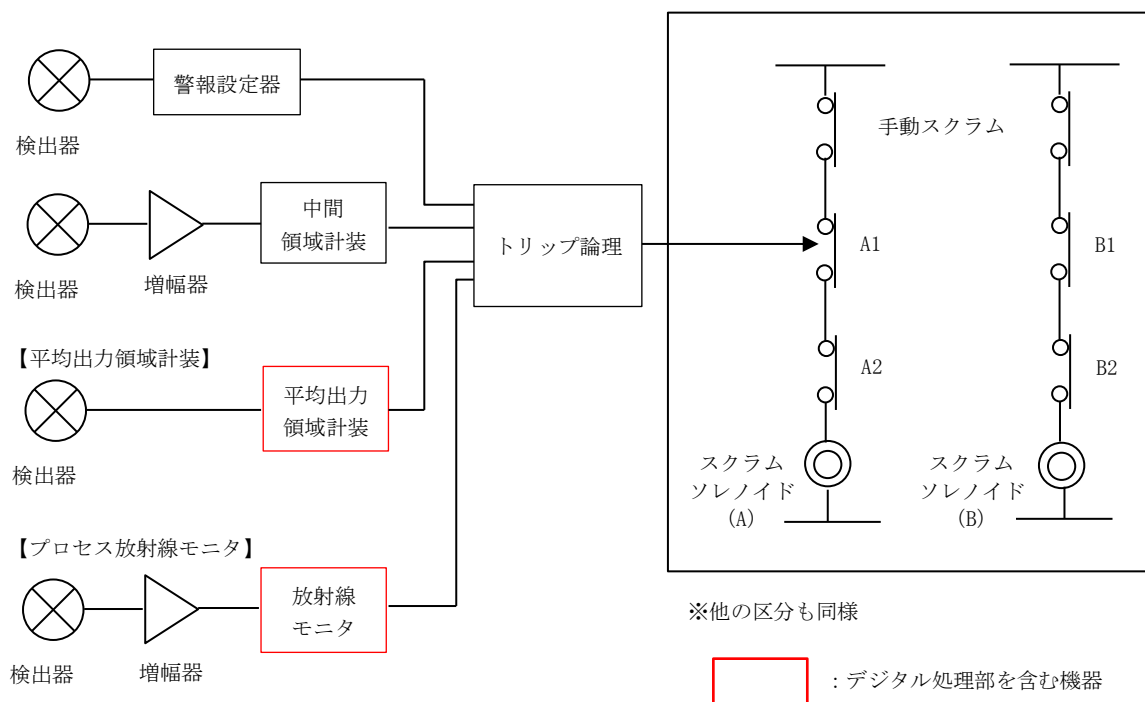 警報設定器
検出器
手動スクラム
中間
領域計装
検出器
増幅器
トリップ論理
A1
B1
【平均出力領域計装】
平均出力
領域計装
検出器
A2
B2
スクラム
ソレノイド
(A)
スクラム
ソレノイド
(B)
【プロセス放射線モニタ】
放射線
モニタ
検出器
増幅器
※他の区分も同様
：デジタル処理部を含む機器